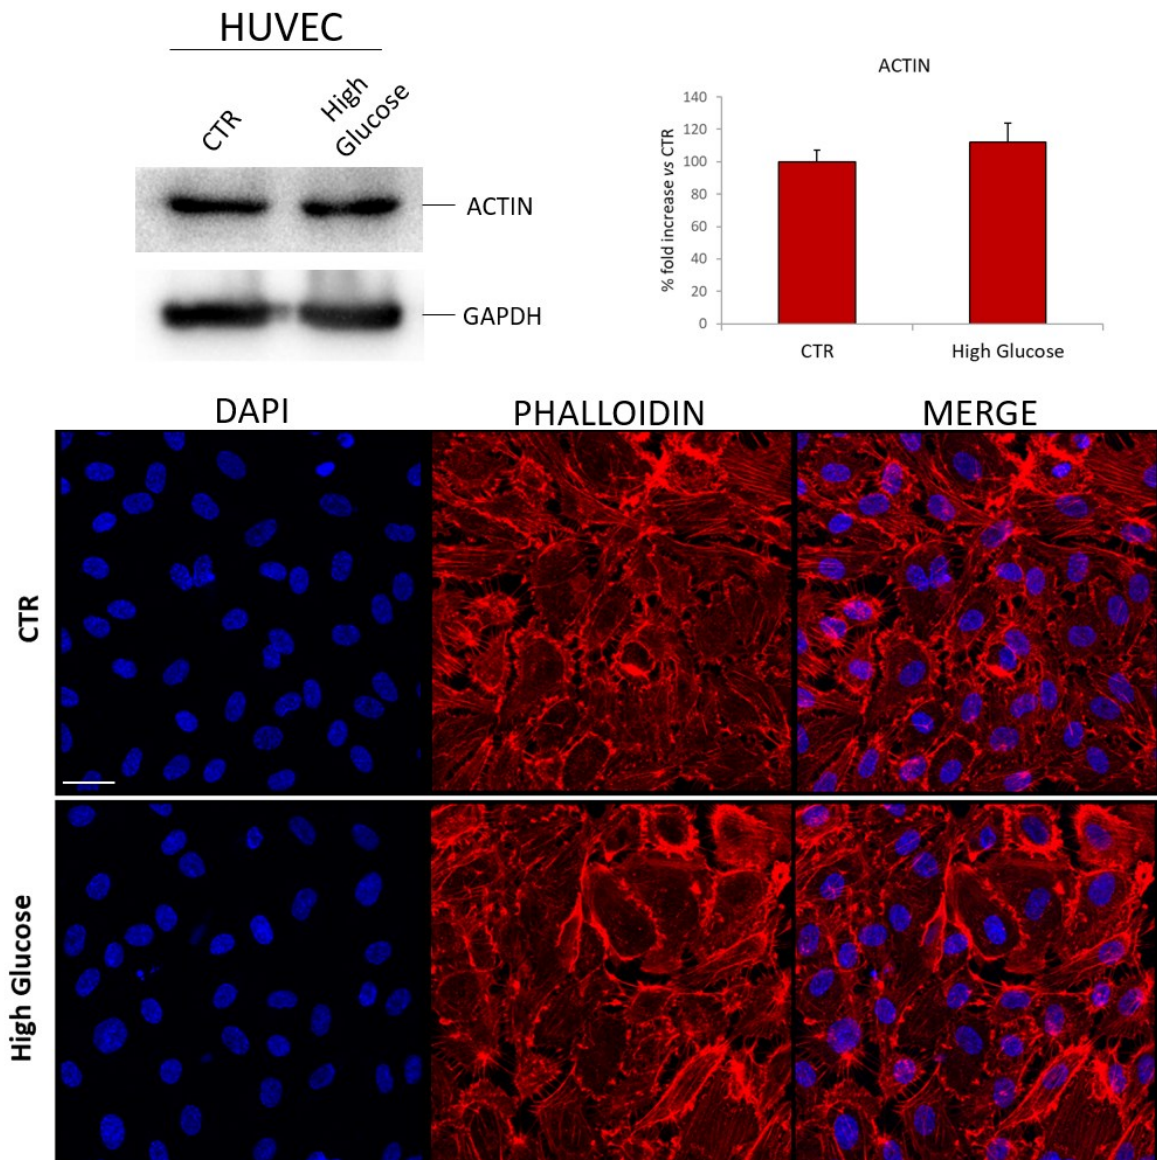 HUVEC
CTR
High
Glucose
ACTIN
GAPDH
ACTIN
% fold increase vs CTR
140
120
100
80
60
40
20
0
CTR
High Glucose
DAPI
PHALLOIDIN
MERGE
CTR
High Glucose